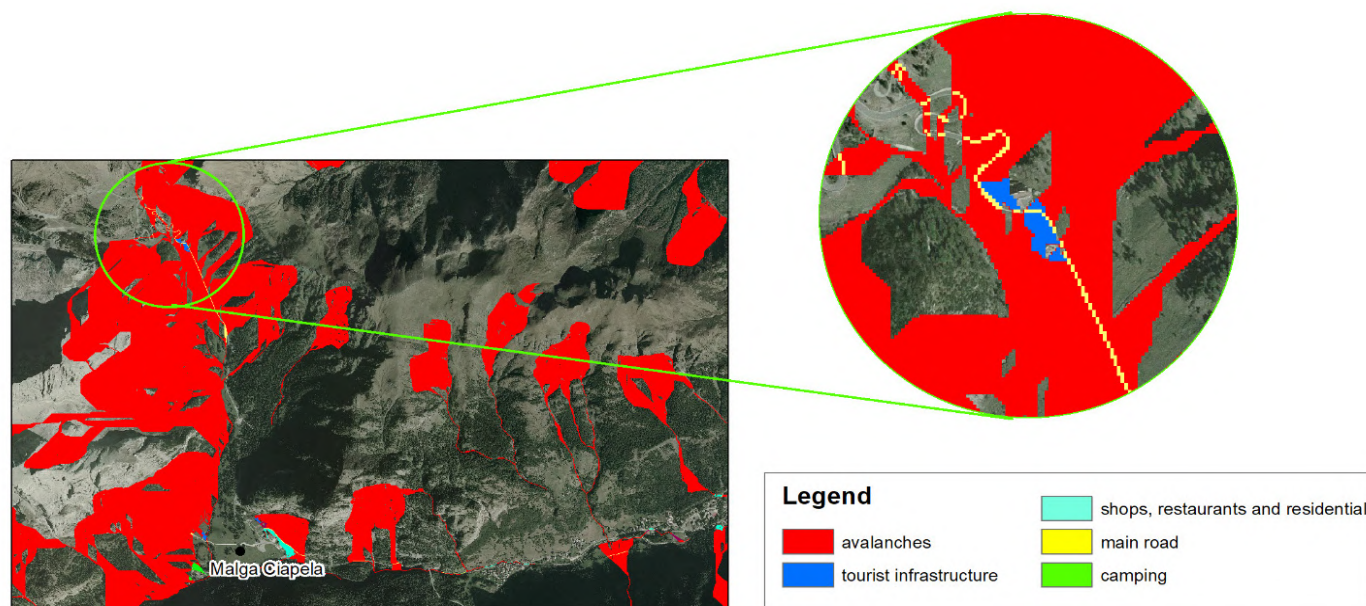 Malga Ciapela
Legend
avalanches
tourist infrastructure
shops, restaurants and residential
main road
camping